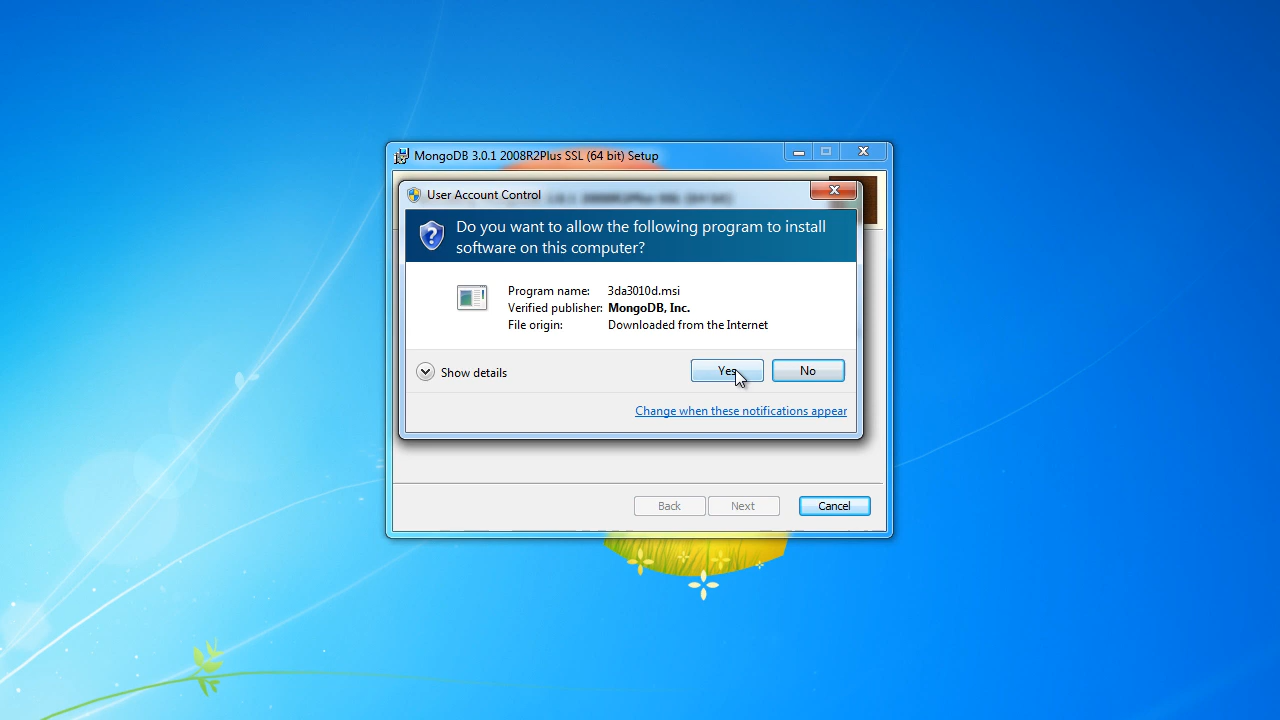 MongoDB 3.0.1 2008R2Plus SSL (64 bit) Setup
User Account Control
Do you want to allow the following program to install
software on this computer?
Program name: 3da3010d.msi
Verified publisher: MongoDB, Inc.
File origin: Downloaded from the Internet
Show details
Yes
No
Change when these notifications appear
Back
Next
Cancel